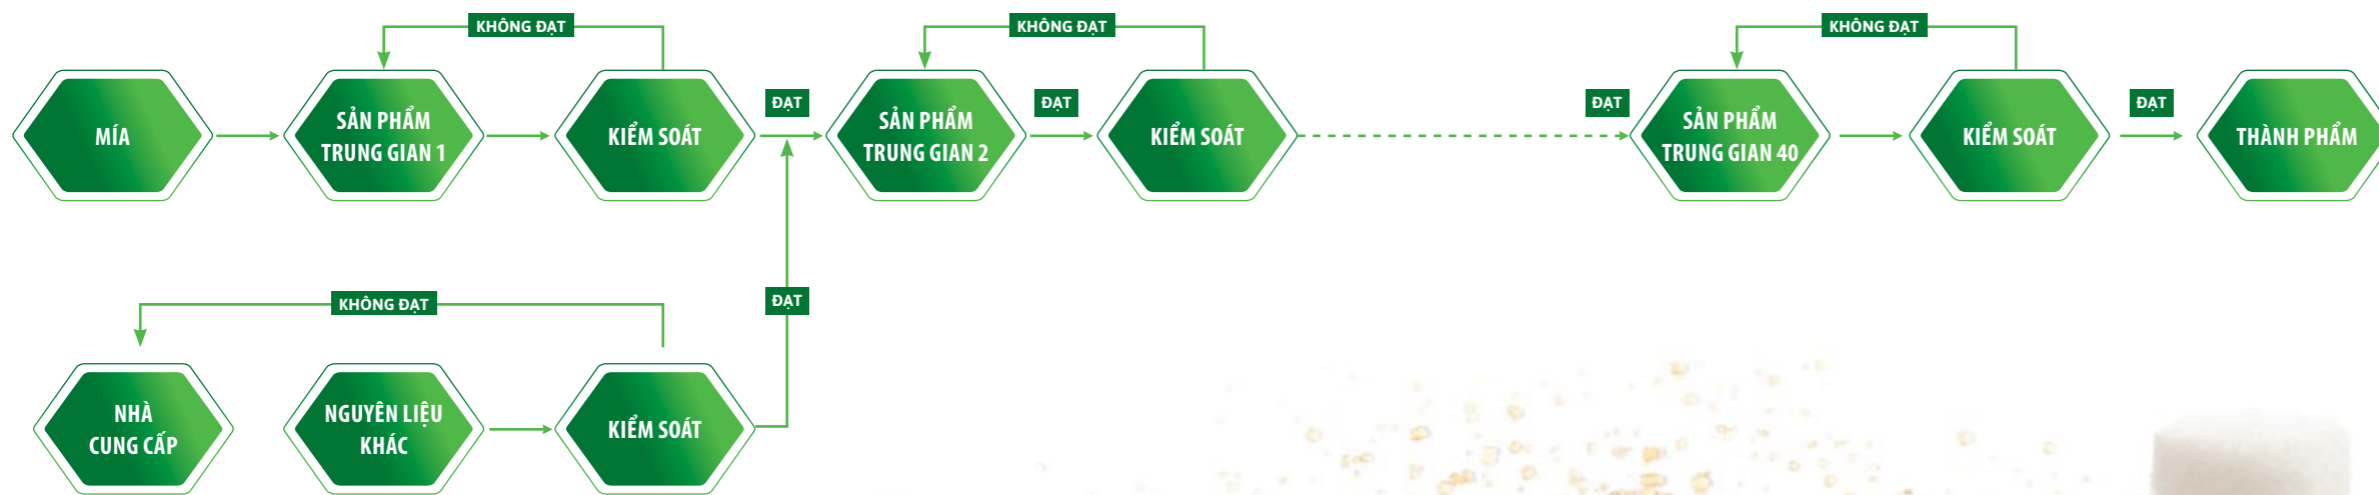 KHÔNG ĐẠT
KHÔNG ĐẠT
KHÔNG ĐẠT
MÍA
SẢN PHẨM
TRUNG GIAN 1
KIỂM SOÁT
ĐẠT
SẢN PHẨM
TRUNG GIAN 2
ĐẠT
KIỂM SOÁT
ĐẠT
SẢN PHẨM
TRUNG GIAN 40
KIỂM SOÁT
ĐẠT
THÀNH PHẨM
KHÔNG ĐẠT
ĐẠT
NHÀ
CUNG CẤP
NGUYÊN LIỆU
KHÁC
KIỂM SOÁT